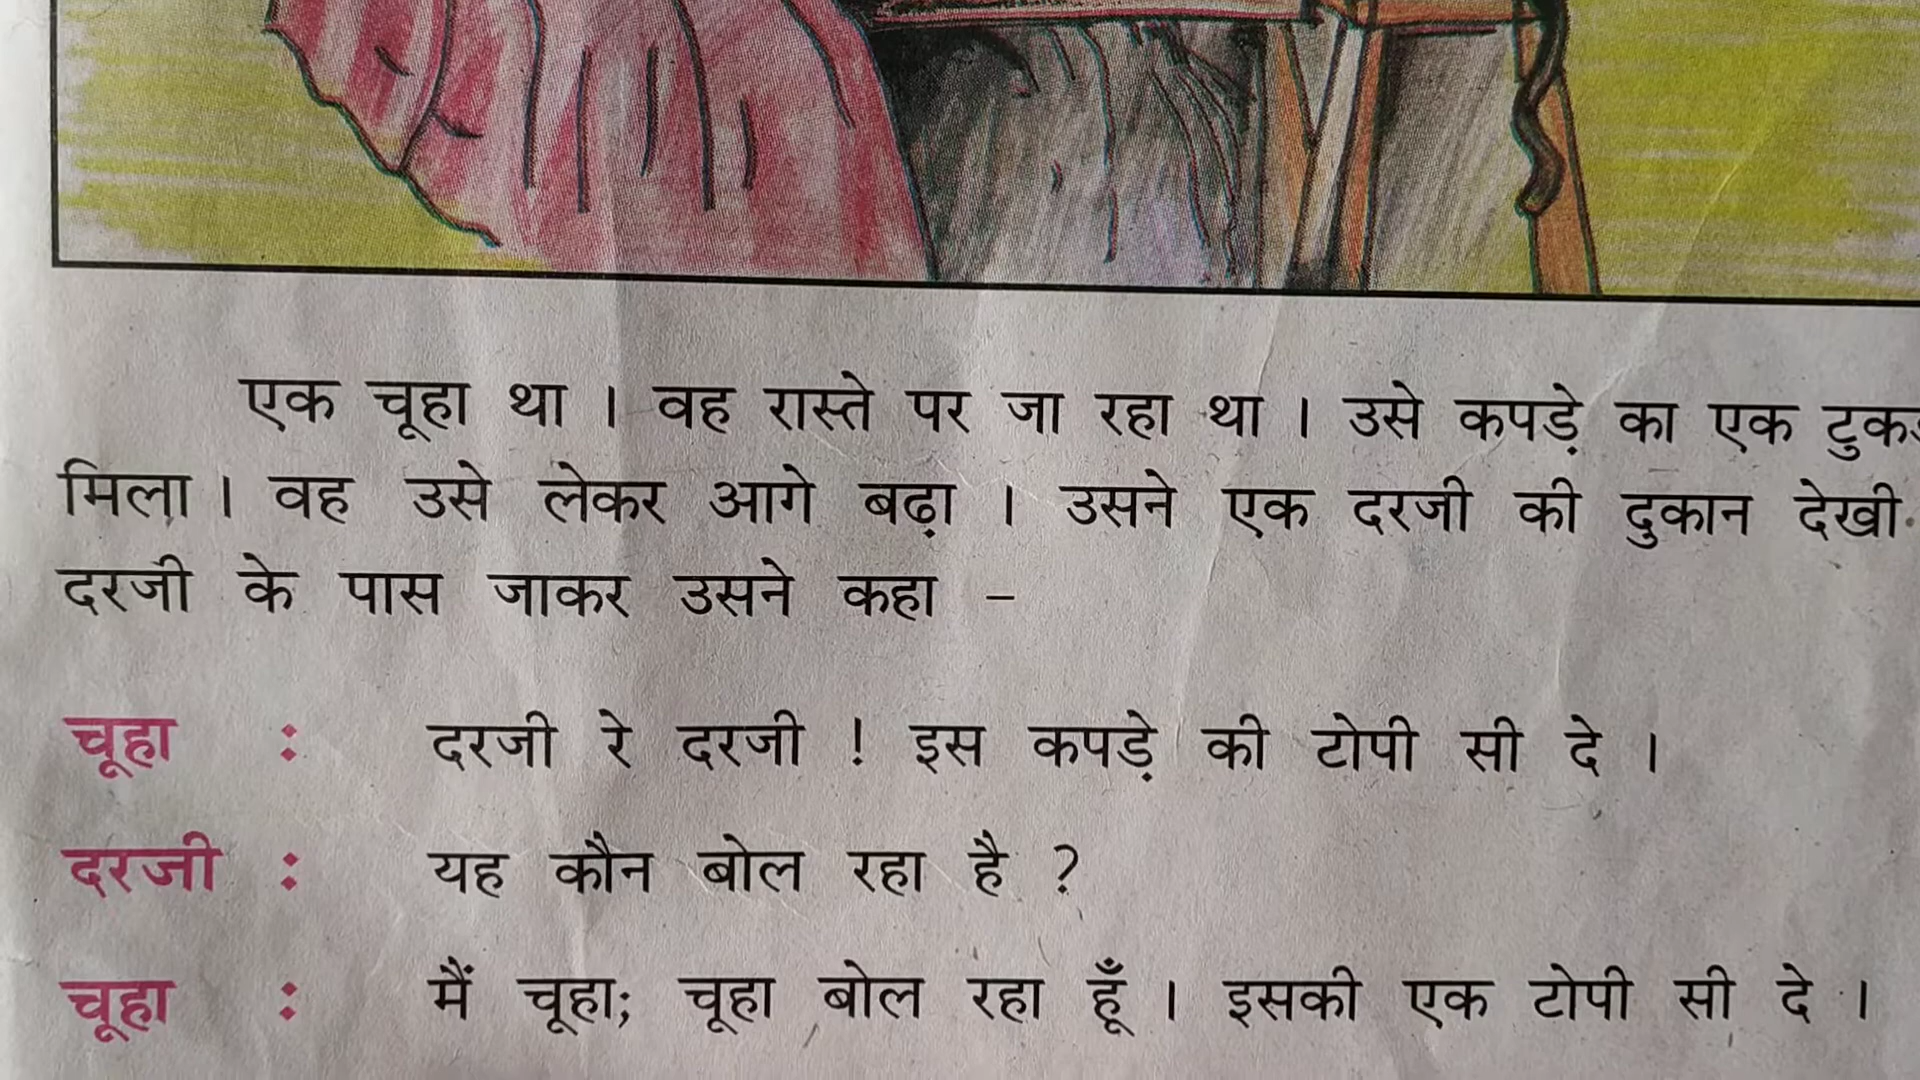 एक चूहा था । वह रास्ते पर जा रहा था । उसे कपड़े का एक
मिला । वह उसे लेकर आगे बढ़ा । उसने एक दरजी की दुकान देखी
दरजी के पास जाकर उसने कहा –
चूहा : दरजी रे दरजी ! इस कपड़े की टोपी सी दे ।
दरजी : यह कौन बोल रहा है ?
चूहा : मैं चूहा; चूहा बोल रहा हूँ । इसकी एक टोपी सी दे ।